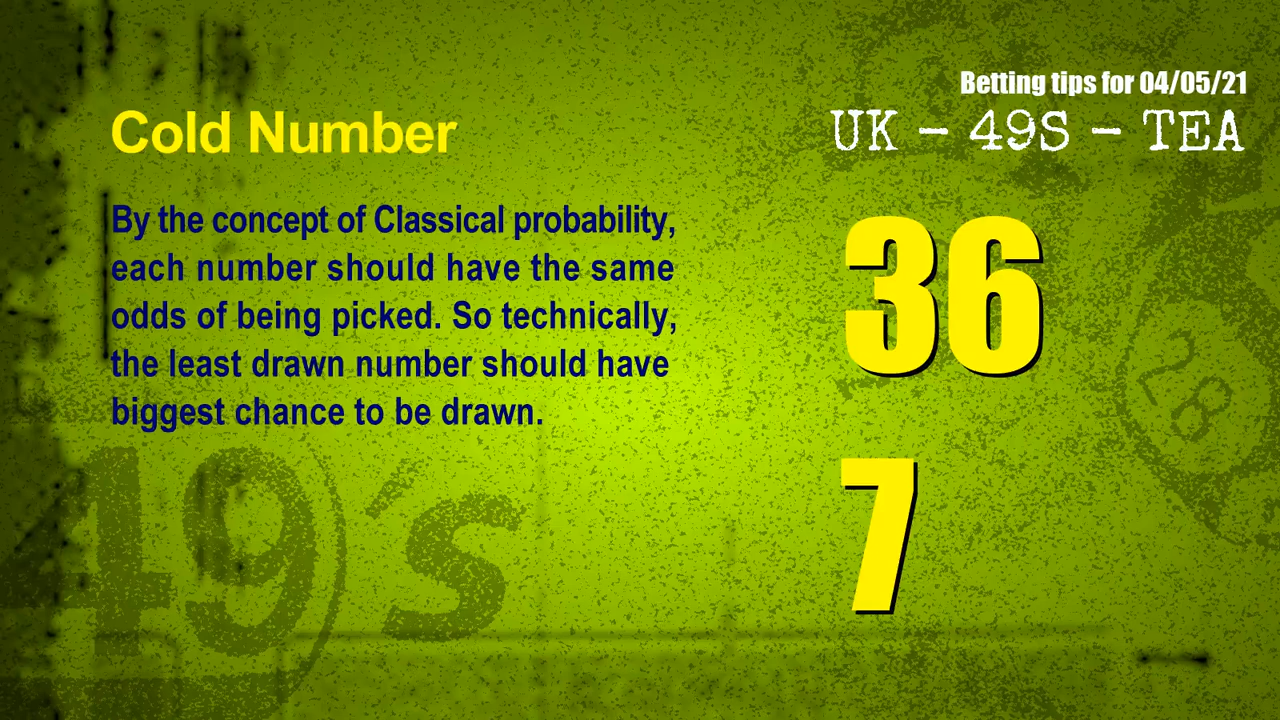 Betting tips for 04/05/21
UK – 49S – TEA
Cold Number
By the concept of Classical probability,
each number should have the same
odds of being picked. So technically,
the least drawn number should have
biggest chance to be drawn.
36
7
49's
28